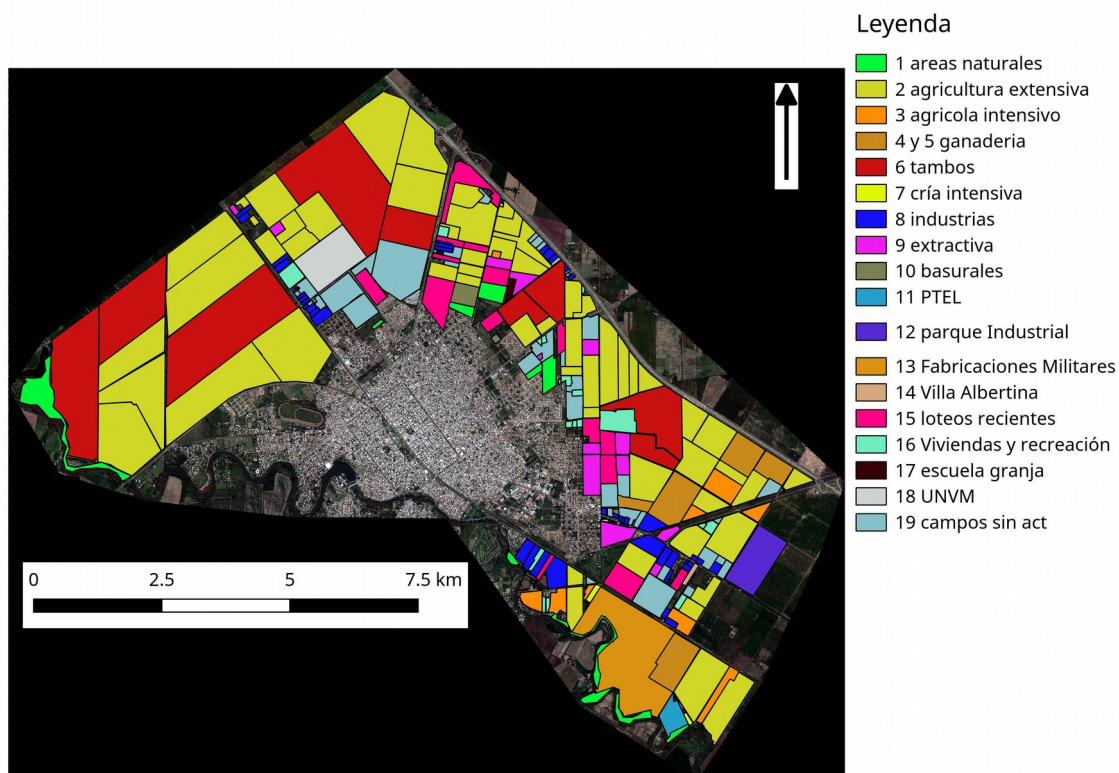 Leyenda
1 areas naturales
2 agricultura extensiva
3 agricola intensivo
4 y 5 ganaderia
6 tambos
7 cría intensiva
8 industrias
9 extractiva
10 basurales
11 PTEL
12 parque Industrial
13 Fabricaciones Militares
14 Villa Albertina
15 loteos recientes
16 Viviendas y recreación
17 escuela granja
18 UNVM
19 campos sin act
0 2.5 5 7.5 km